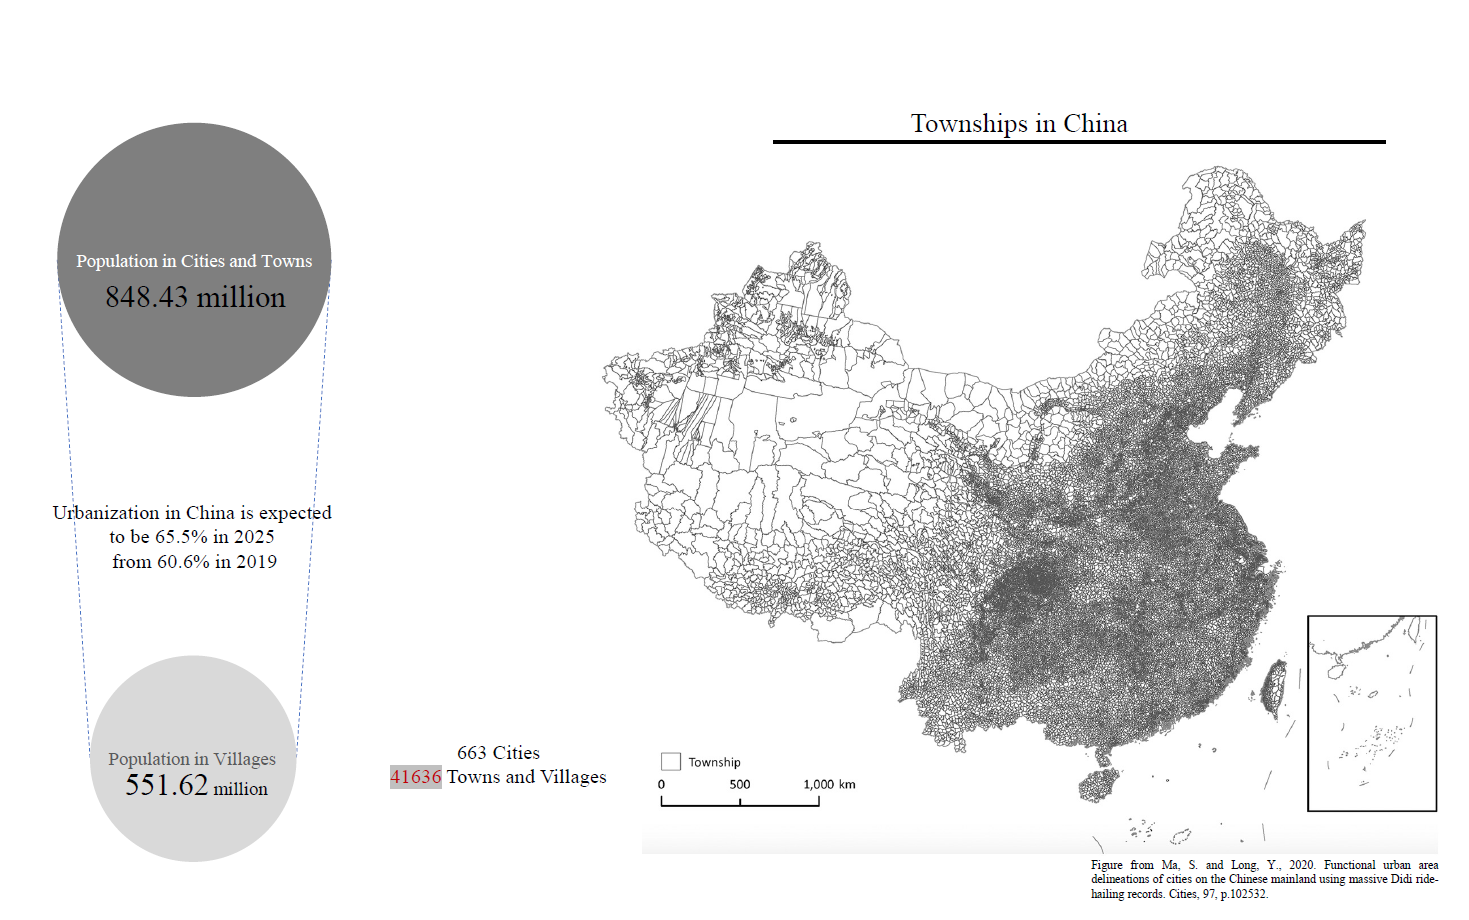 Townships in China
Population in Cities and Towns
848.43 million
Urbanization in China is expected
to be 65.5% in 2025
from 60.6% in 2019
Population in Villages
551.62 million
663 Cities
41636 Towns and Villages
Township
0 500 1,000 km
Figure from Ma, S. and Long, Y., 2020. Functional urban area
delineations of cities on the Chinese mainland using massive Didi ride-
hailing records. Cities, 97, p.102532.